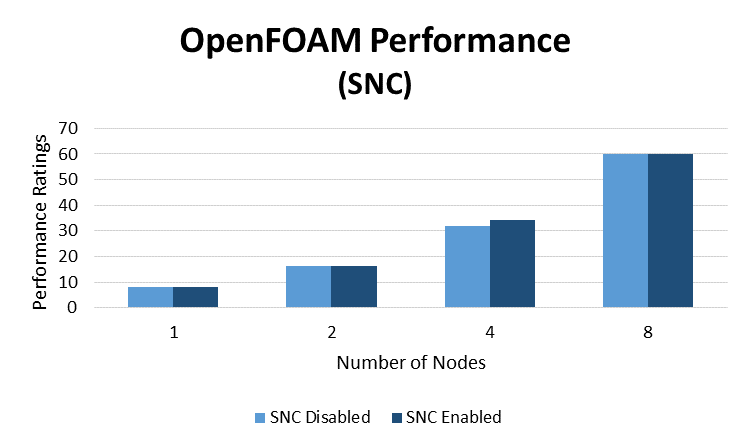 OpenFOAM Performance
(SNC)
Performance Ratings
70
60
50
40
30
20
10
0
1 2 4 8
Number of Nodes
SNC Disabled SNC Enabled